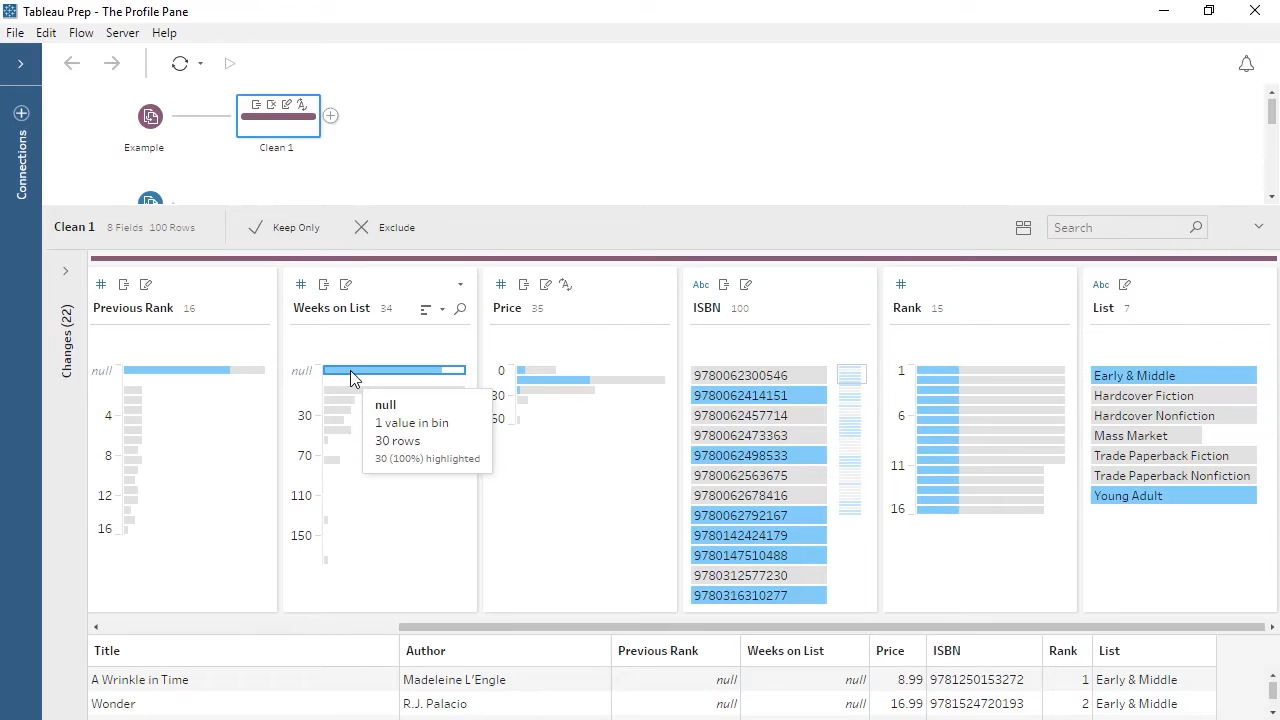 Tableau Prep - The Profile Pane
File Edit Flow Server Help
Connections
Example
Clean 1
Clean 1 8 Fields 100 Rows Keep Only Exclude Search
Changes (22)
Previous Rank 16
null
4
8
12
16
Weeks on List 34
null
30
70
110
150
null
1 value in bin
30 rows
30 (100%) highlighted
Price 35
0
30
50
Abc
ISBN 100
9780062300546
9780062414151
9780062457714
9780062473363
9780062498533
9780062563675
9780062678416
9780062792167
9780142424179
9780147510488
9780312577230
9780316310277
Rank 15
1
6
11
16
Abc
List 7
Early & Middle
Hardcover Fiction
Hardcover Nonfiction
Mass Market
Trade Paperback Fiction
Trade Paperback Nonfiction
Young Adult
Title Author Previous Rank Weeks on List Price ISBN Rank List
A Wrinkle in Time Madeleine L’Engle null null 8.99 9781250153272 1 Early & Middle
Wonder R.J. Palacio null null 16.99 9781524720193 2 Early & Middle